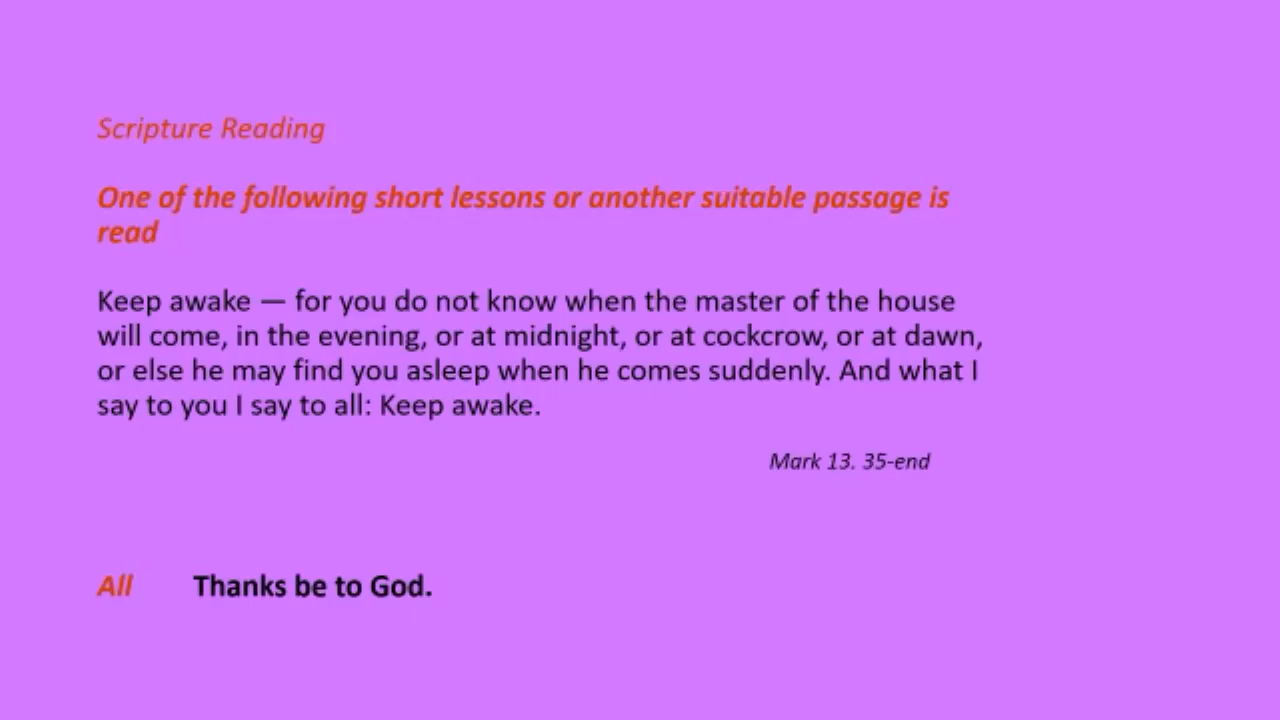 Scripture Reading
One of the following short lessons or another suitable passage is
read
Keep awake — for you do not know when the master of the house
will come, in the evening, or at midnight, or at cockcrow, or at dawn,
or else he may find you asleep when he comes suddenly. And what I
say to you I say to all: Keep awake.
Mark 13. 35-end
All Thanks be to God.